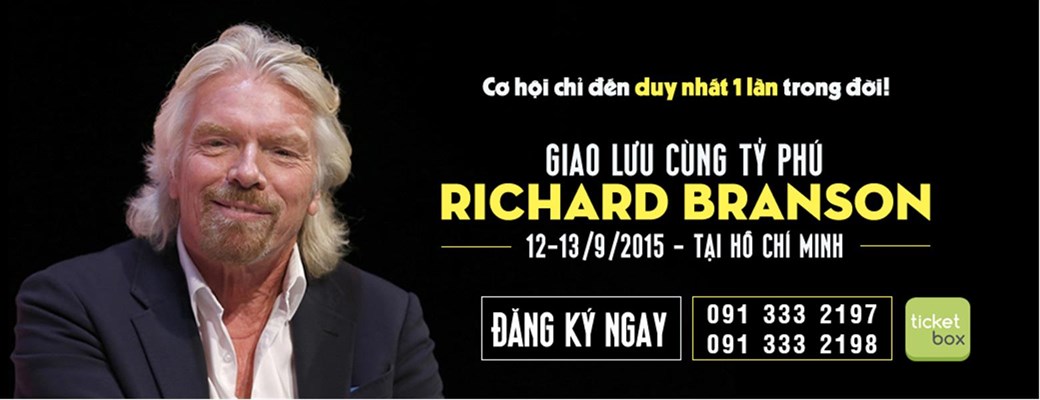 Cơ hội chỉ đến duy nhất 1 lần trong đời!
GIAO LƯU CÙNG TỶ PHÚ
RICHARD BRANSON
12-13/9/2015 - TẠI HỒ CHÍ MINH
ĐĂNG KÝ NGAY
091 333 2197
091 333 2198
ticket
box